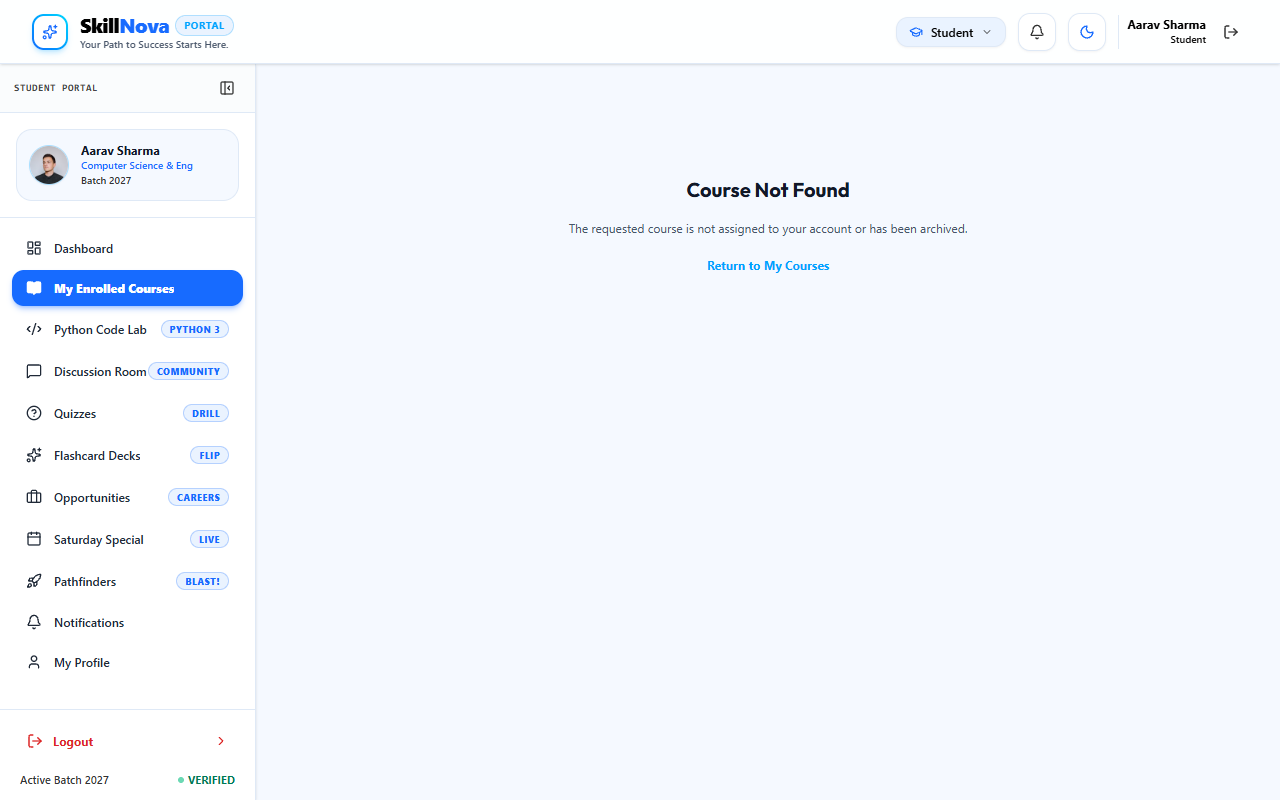 SkillNova PORTAL
Your Path to Success Starts Here.
Student
Aarav Sharma
Student
STUDENT PORTAL
Aarav Sharma
Computer Science & Eng
Batch 2027
Dashboard
My Enrolled Courses
Python Code Lab PYTHON 3
Discussion Room COMMUNITY
Quizzes DRILL
Flashcard Decks FLIP
Opportunities CAREERS
Saturday Special LIVE
Pathfinders BLAST!
Notifications
My Profile
Logout
Active Batch 2027 VERIFIED
Course Not Found
The requested course is not assigned to your account or has been archived.
Return to My Courses